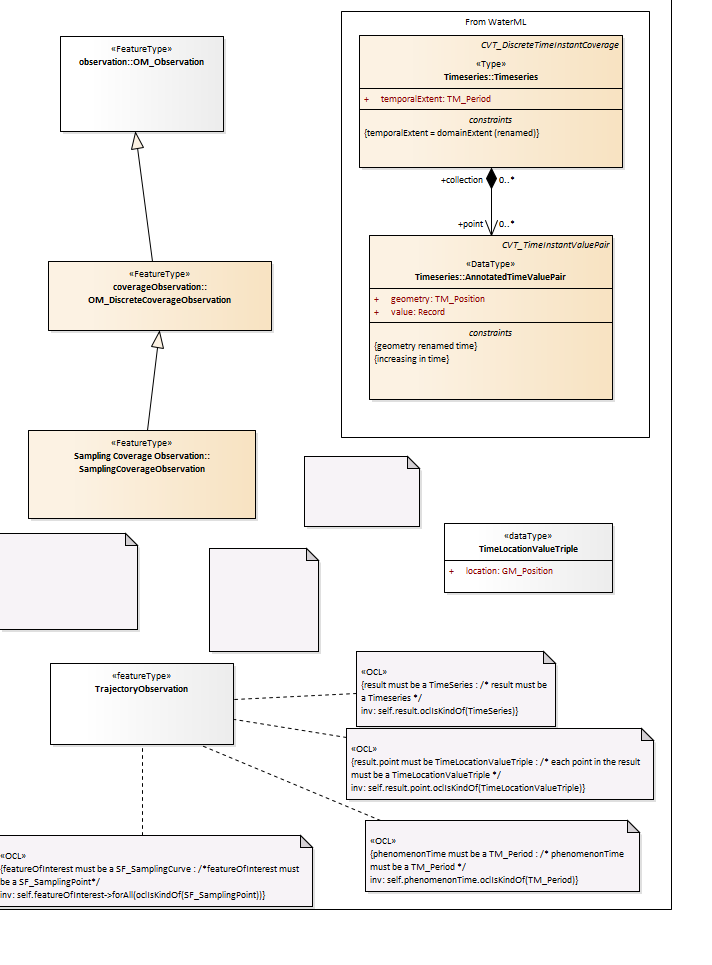 «FeatureType»
observation::OM_Observation
«FeatureType»
coverageObservation::
OM_DiscreteCoverageObservation
«FeatureType»
Sampling Coverage Observation::
SamplingCoverageObservation
From WaterML
CVT_DiscreteTimeInstantCoverage
«Type»
Timeseries::Timeseries
+ temporalExtent: TM_Period
constraints
{temporalExtent = domainExtent (renamed)}
+collection 0..*
+point 0..*
CVT_TimeInstantValuePair
«DataType»
Timeseries::AnnotatedTimeValuePair
+ geometry: TM_Position
+ value: Record
constraints
{geometry renamed time}
{increasing in time}
«dataType»
TimeLocationValueTriple
+ location: GM_Position
«featureType»
TrajectoryObservation
«OCL»
{result must be a TimeSeries : /* result must be
a Timeseries */
inv: self.result.oclIsKindOf(TimeSeries)}
«OCL»
{result.point must be TimeLocationValueTriple : /* each point in the result
must be a TimeLocationValueTriple */
inv: self.result.point.oclIsKindOf(TimeLocationValueTriple)}
«OCL»
{phenomenonTime must be a TM_Period : /* phenomenonTime
must be a TM_Period */
inv: self.phenomenonTime.oclIsKindOf(TM_Period)}
«OCL»
{featureOfInterest must be a SF_SamplingCurve : /*featureOfInterest must
be a SF_SamplingPoint*/
inv: self.featureOfInterest->forAll(oclIsKindOf(SF_SamplingPoint))}